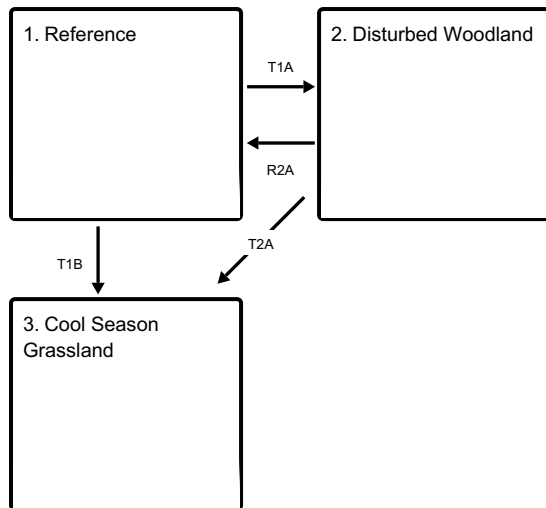 1. Reference
2. Disturbed Woodland
T1A
R2A
T2A
T1B
3. Cool Season
Grassland